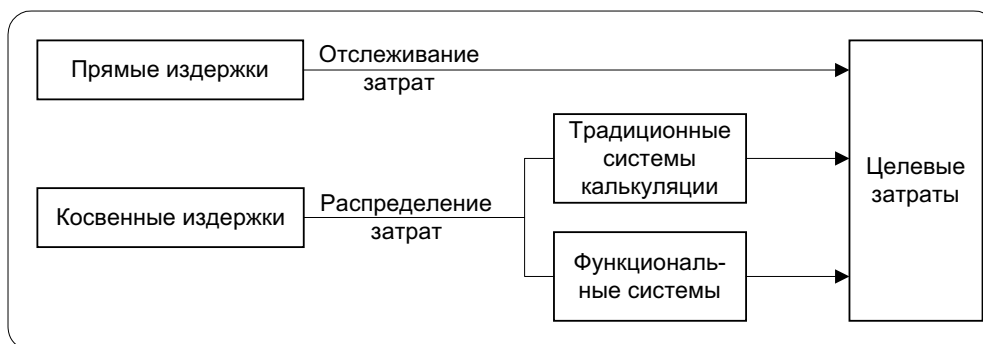 Прямые издержки
Отслеживание
затрат
Традиционные
системы
калькуляции
Целевые
затраты
Косвенные издержки
Распределение
затрат
Функциональ-
ные системы